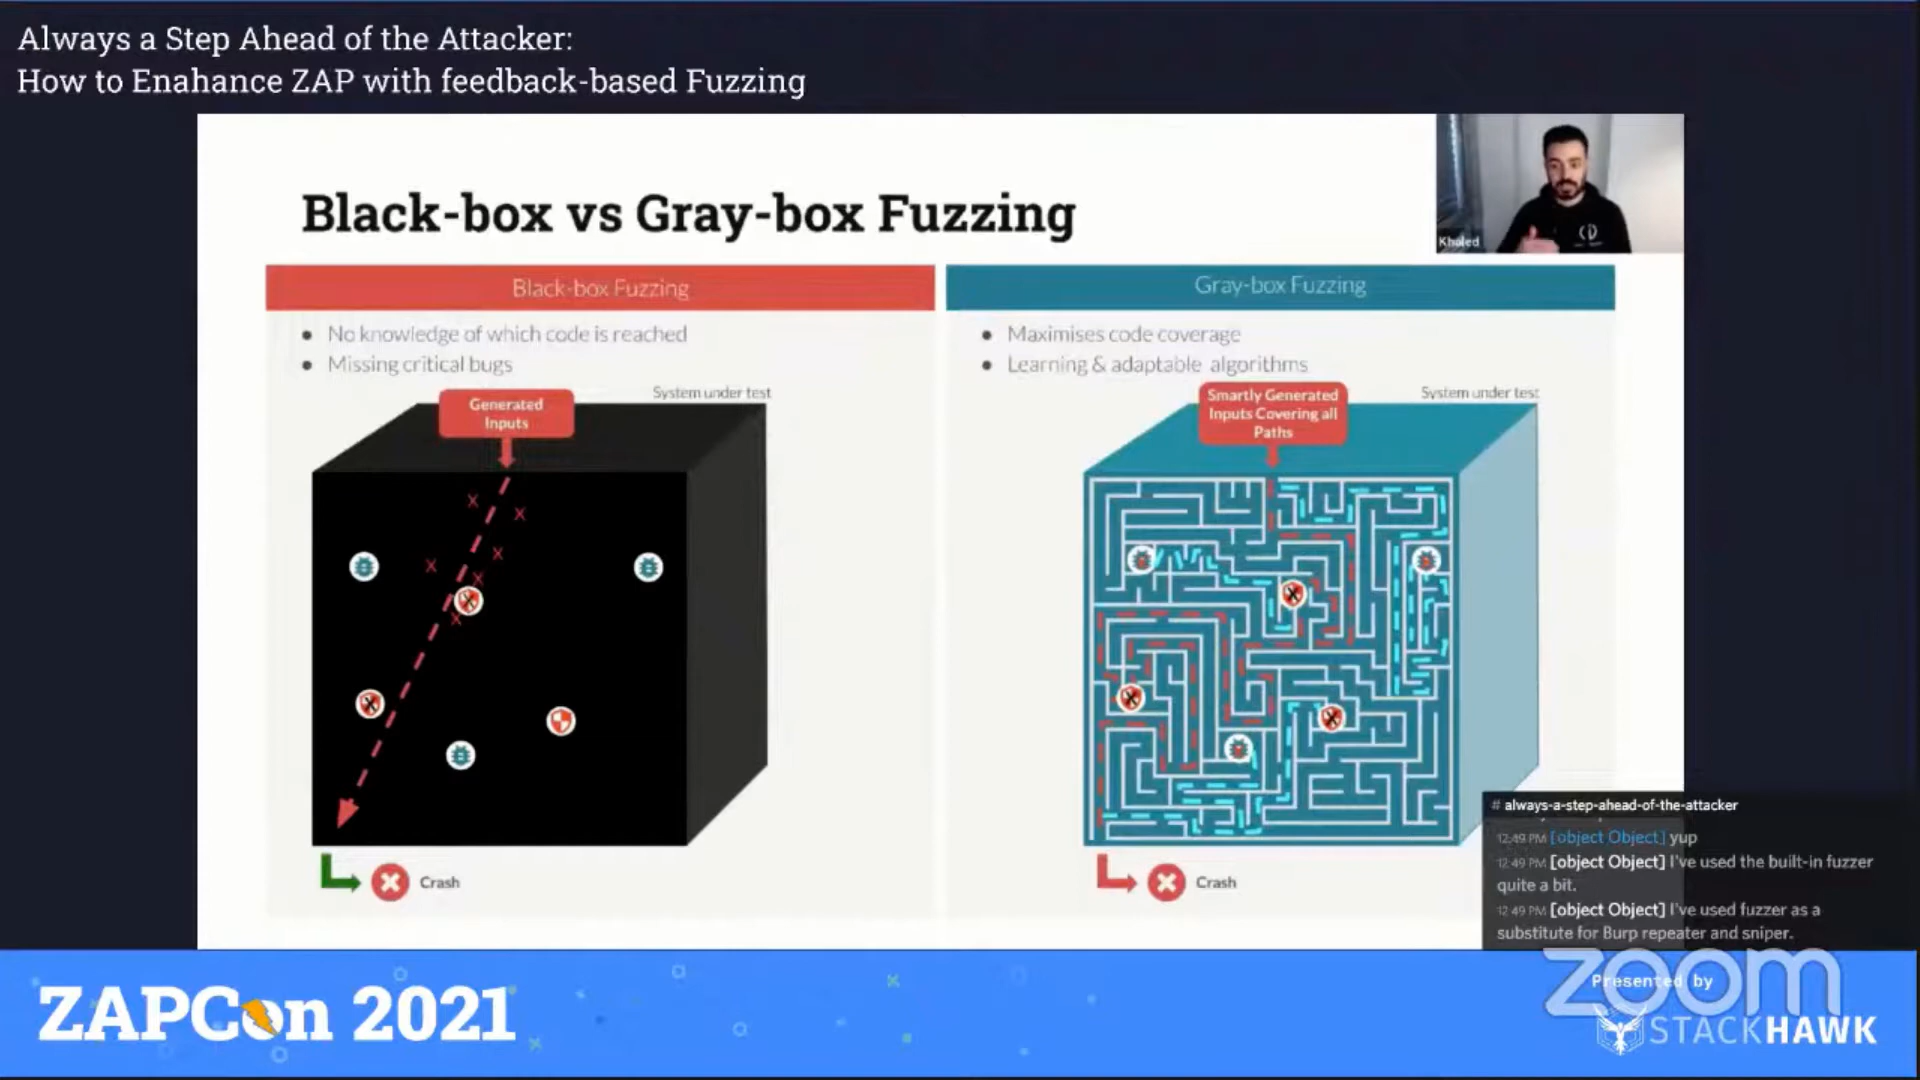 Always a Step Ahead of the Attacker:
How to Enahance ZAP with feedback-based Fuzzing
Black-box vs Gray-box Fuzzing
Khaled
Black-box Fuzzing
• No knowledge of which code is reached
• Missing critical bugs
System under test
Generated
Inputs
Crash
Gray-box Fuzzing
• Maximises code coverage
• Learning & adaptable algorithms
System under test
Smartly Generated
Inputs Covering all
Paths
Crash
# always-a-step-ahead-of-the-attacker
12:49 PM [object Object] yup
12:49 PM [object Object] I've used the built-in fuzzer
quite a bit.
12:49 PM [object Object] I've used fuzzer as a
substitute for Burp repeater and sniper.
ZAPCon 2021
zoom
Presented by
STACKHAWK